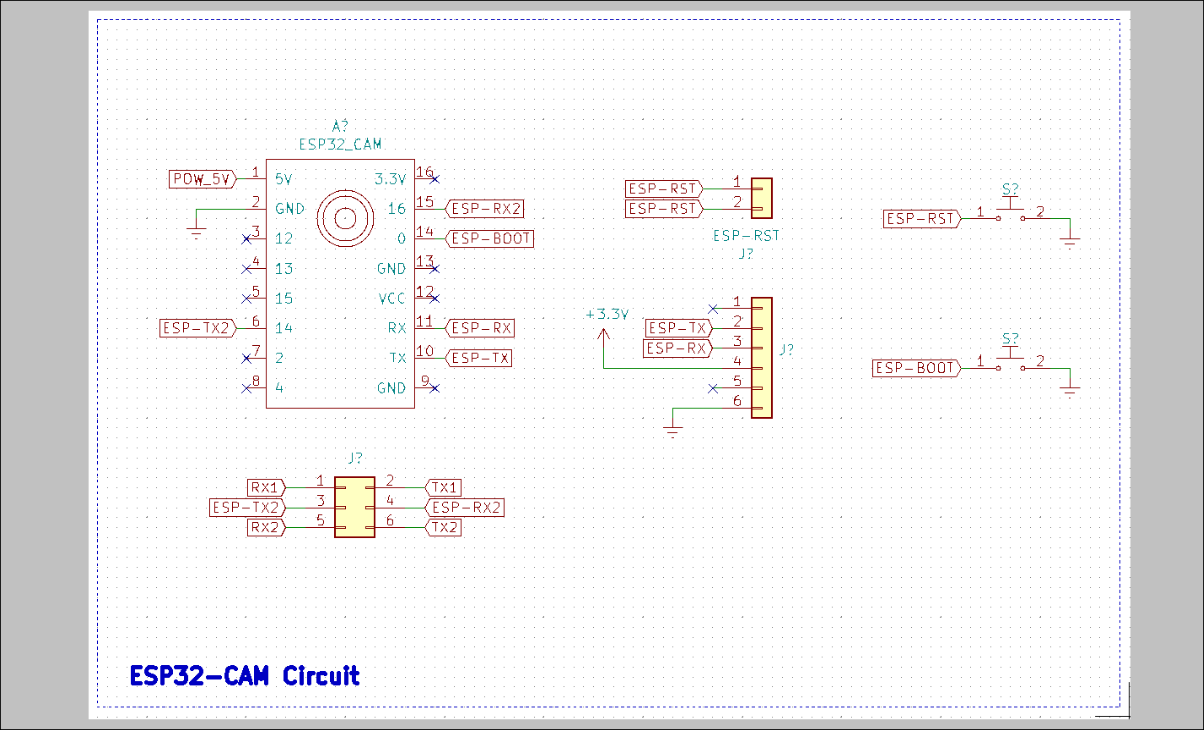 A?
ESP32_CAM
POW_5V 1 5V 3.3V 16
2 GND 16 15 ESP-RX2
3 12 0 14 ESP-BOOT
4 13 GND 13
5 15 VCC 12
ESP-TX2 6 14 RX 11 ESP-RX
7 2 TX 10 ESP-TX
8 4 GND 9
ESP-RST 1
ESP-RST 2
ESP-RST
J?
S?
ESP-RST 1 2
+3.3V
1
ESP-TX 2
ESP-RX 3
4
5
6
J?
S?
ESP-BOOT 1 2
J?
RX1 1 2 TX1
ESP-TX2 3 4 ESP-RX2
RX2 5 6 TX2
ESP32-CAM Circuit